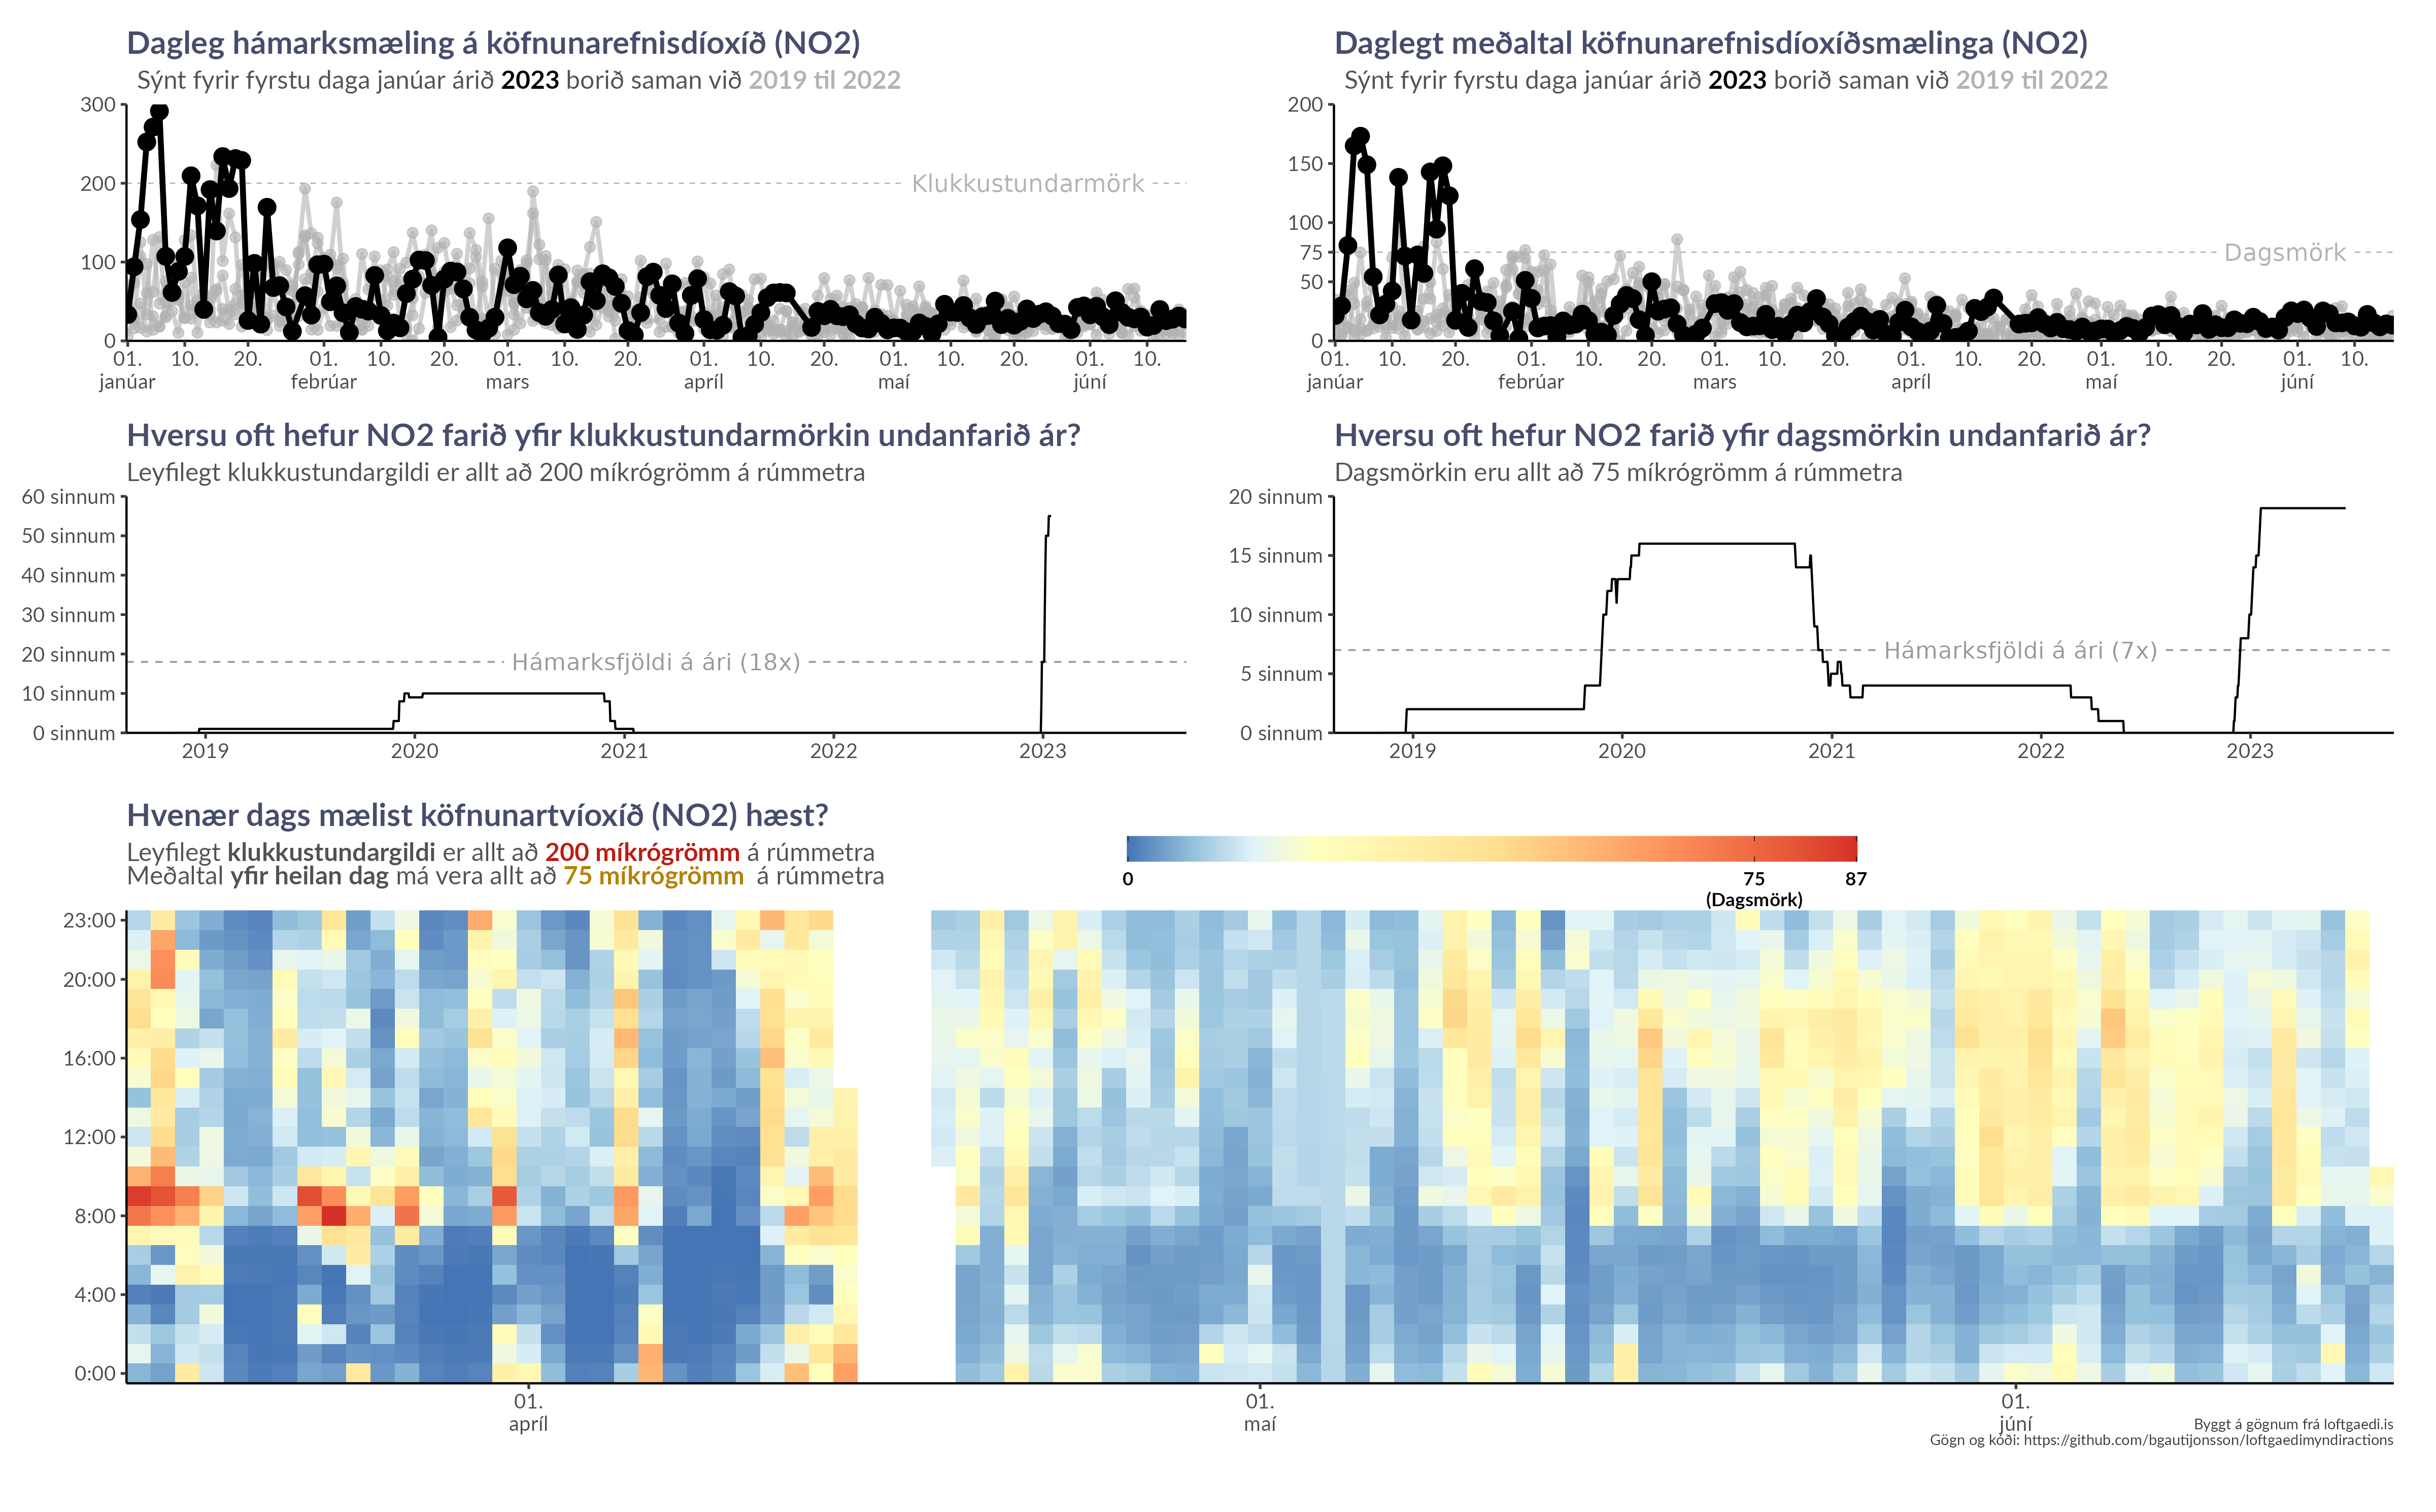 Dagleg hámarksmæling á köfnunarefnisdíoxíð (NO2)
Sýnt fyrir fyrstu daga janúar árið 2023 borið saman við 2019 til 2022
300
200
100
0
Klukkustundarmörk
01. 10. 20. 01. 10. 20. 01. 10. 20. 01. 10. 20. 01. 10. 20. 01. 10.
janúar febrúar mars apríl maí júní
Daglegt meðaltal köfnunarefnisdíoxíðsmælinga (NO2)
Sýnt fyrir fyrstu daga janúar árið 2023 borið saman við 2019 til 2022
200
150
100
75
50
0
Dagsmörk
01. 10. 20. 01. 10. 20. 01. 10. 20. 01. 10. 20. 01. 10. 20. 01. 10.
janúar febrúar mars apríl maí júní
Hversu oft hefur NO2 farið yfir klukkustundarmörkin undanfarið ár?
Leyfilegt klukkustundargildi er allt að 200 míkrógrömm á rúmmetra
60 sinnum
50 sinnum
40 sinnum
30 sinnum
20 sinnum
10 sinnum
0 sinnum
Hámarksfjöldi á ári (18x)
2019 2020 2021 2022 2023
Hversu oft hefur NO2 farið yfir dagsmörkin undanfarið ár?
Dagsmörkin eru allt að 75 míkrógrömm á rúmmetra
20 sinnum
15 sinnum
10 sinnum
5 sinnum
0 sinnum
Hámarksfjöldi á ári (7x)
2019 2020 2021 2022 2023
Hvenær dags mælist köfnunartvíoxíð (NO2) hæst?
Leyfilegt klukkustundargildi er allt að 200 míkrógrömm á rúmmetra
Meðaltal yfir heilan dag má vera allt að 75 míkrógrömm á rúmmetra
0 75 87
(Dagsmörk)
23:00
20:00
16:00
12:00
8:00
4:00
0:00
01. 01. 01.
apríl maí júní
Byggt á gögnum frá loftgaedi.is
Gögn og kóði: https://github.com/bgautijonsson/loftgaedimyndiractions